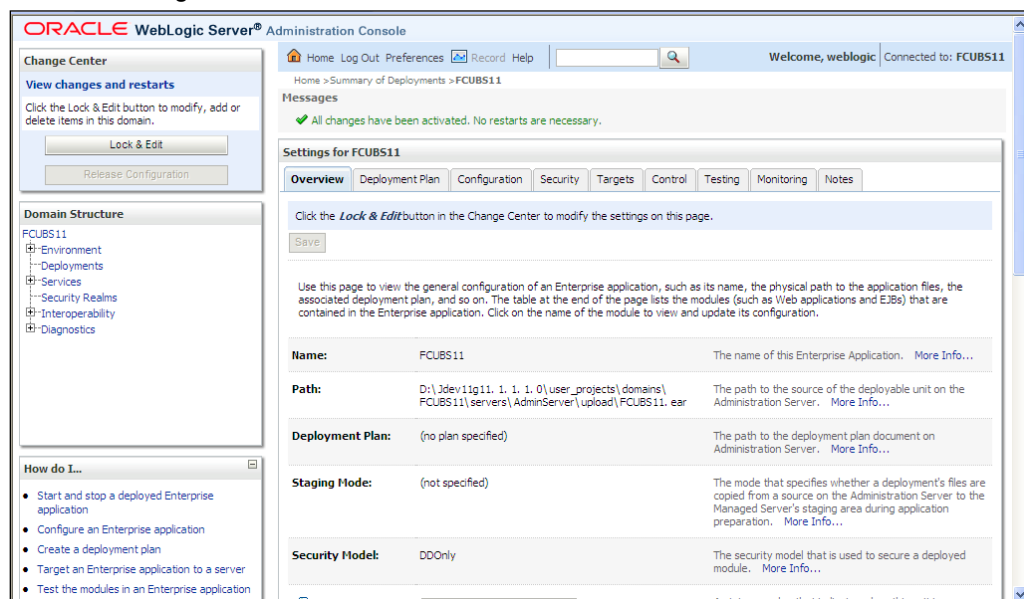 ORACLE WebLogic Server® Administration Console
Change Center
View changes and restarts
Click the Lock & Edit button to modify, add or
delete items in this domain.
Lock & Edit
Release Configuration
Domain Structure
FCUBS11
Environment
Deployments
Services
Security Realms
Interoperability
Diagnostics
How do I...
Start and stop a deployed Enterprise
application
Configure an Enterprise application
Create a deployment plan
Target an Enterprise application to a server
Test the modules in an Enterprise application
Home Log Out Preferences Record Help
Welcome, weblogic Connected to: FCUBS11
Home >Summary of Deployments >FCUBS11
Messages
All changes have been activated. No restarts are necessary.
Settings for FCUBS11
Overview Deployment Plan Configuration Security Targets Control Testing Monitoring Notes
Click the Lock & Edit button in the Change Center to modify the settings on this page.
Save
Use this page to view the general configuration of an Enterprise application, such as its name, the physical path to the application files, the
associated deployment plan, and so on. The table at the end of the page lists the modules (such as Web applications and EJBs) that are
contained in the Enterprise application. Click on the name of the module to view and update its configuration.
Name: FCUBS11 The name of this Enterprise Application. More Info...
Path: D:\Jdev11g11. 1. 1. 1. 0\user_projects\domains\ The path to the source of the deployable unit on the
FCUBS11\servers\AdminServer\upload\FCUBS11. ear Administration Server. More Info...
Deployment Plan: (no plan specified) The path to the deployment plan document on
Administration Server. More Info...
Staging Mode: (not specified) The mode that specifies whether a deployment's files are
copied from a source on the Administration Server to the
Managed Server's staging area during application
preparation. More Info...
Security Model: DDOnly The security model that is used to secure a deployed
module. More Info...